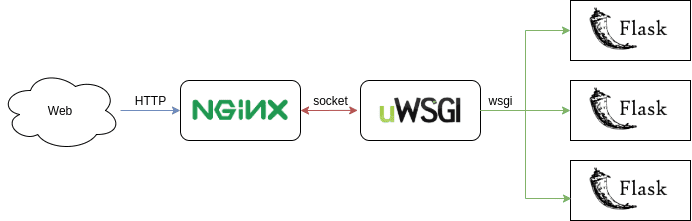 Web
HTTP
NGINX
socket
uWSGI
wsgi
Flask
Flask
Flask